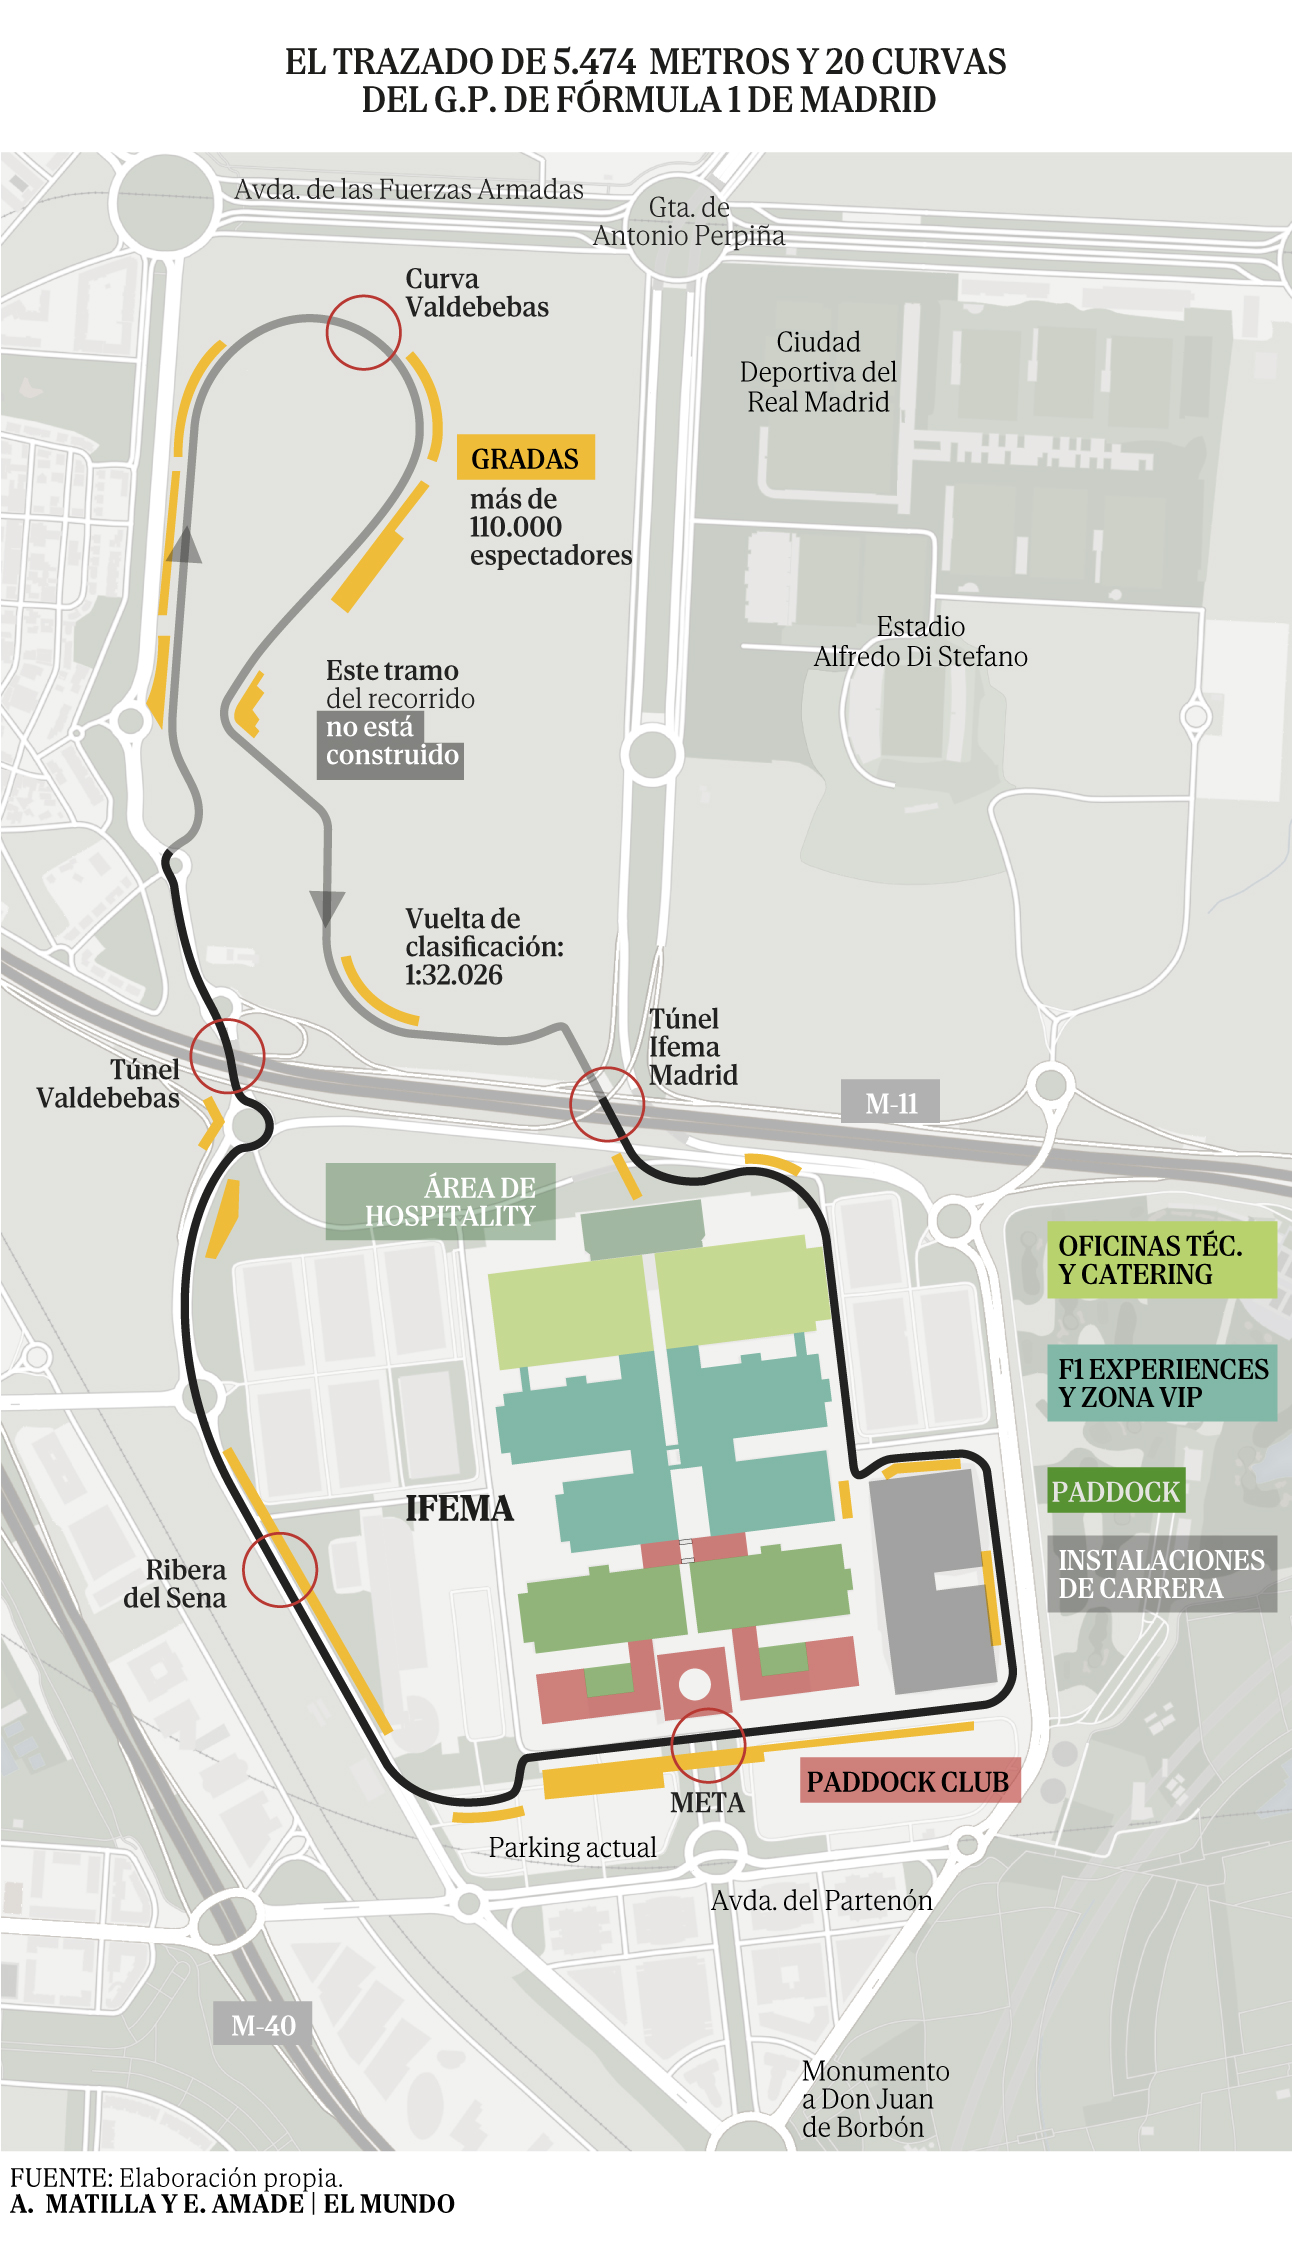 EL TRAZADO DE 5.474 METROS Y 20 CURVAS
DEL G.P. DE FÓRMULA 1 DE MADRID
Avda. de las Fuerzas Armadas
Gta. de
Antonio Perpiña
Curva
Valdebebas
Ciudad
Deportiva del
Real Madrid
GRADAS
más de
110.000
espectadores
Estadio
Alfredo Di Stefano
Este tramo
del recorrido
no está
construido
Vuelta de
clasificación:
1:32.026
Túnel
Ifema
Madrid
Túnel
Valdebebas
M-11
ÁREA DE
HOSPITALITY
OFICINAS TÉC.
Y CATERING
F1 EXPERIENCES
Y ZONA VIP
PADDOCK
IFEMA
INSTALACIONES
DE CARRERA
Ribera
del Sena
PADDOCK CLUB
META
Parking actual
Avda. del Partenón
M-40
Monumento
a Don Juan
de Borbón
FUENTE: Elaboración propia.
A. MATILLA Y E. AMADE | EL MUNDO